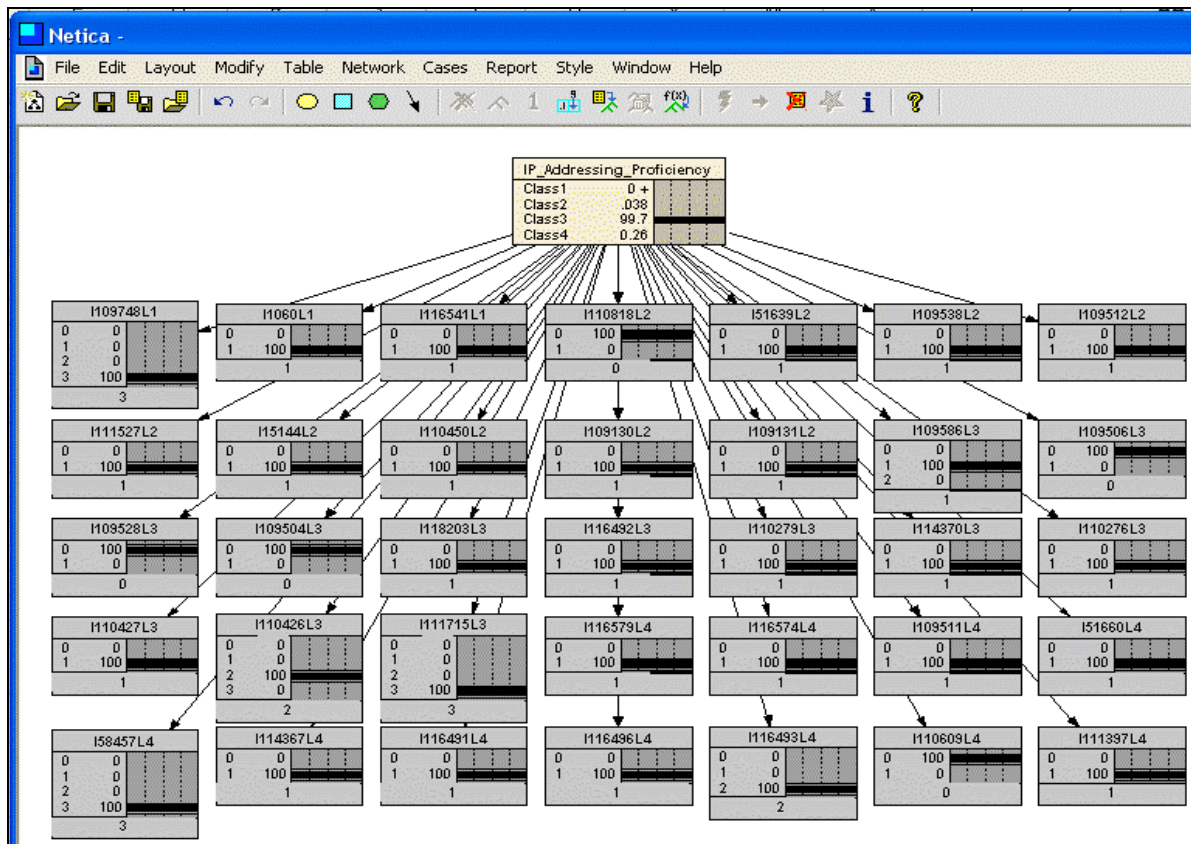 Netica -
File Edit Layout Modify Table Network Cases Report Style Window Help
1 f(x) i ?
IP_Addressing_Proficiency
Class1 0 +
Class2 .038
Class3 99.7
Class4 0.26
I109748L1
0 0
1 0
2 0
3 100
3
I1060L1
0 0
1 100
1
I116541L1
0 0
1 100
1
I110818L2
0 100
1 0
0
I51639L2
0 0
1 100
1
I109538L2
0 0
1 100
1
I109512L2
0 0
1 100
1
I111527L2
0 0
1 100
1
I15144L2
0 0
1 100
1
I110450L2
0 0
1 100
1
I109130L2
0 0
1 100
1
I109131L2
0 0
1 100
1
I109586L3
0 0
1 100
2 0
1
I109506L3
0 100
1 0
0
I109528L3
0 100
1 0
0
I109504L3
0 100
1 0
0
I118203L3
0 0
1 100
1
I116492L3
0 0
1 100
1
I110279L3
0 0
1 100
1
I114370L3
0 0
1 100
1
I110276L3
0 0
1 100
1
I110427L3
0 0
1 100
1
I110426L3
0 0
1 0
2 100
3 0
2
I111715L3
0 0
1 0
2 0
3 100
3
I116579L4
0 0
1 100
1
I116574L4
0 0
1 100
1
I109511L4
0 0
1 100
1
I51660L4
0 0
1 100
1
I58457L4
0 0
1 0
2 0
3 100
3
I114367L4
0 0
1 100
1
I116491L4
0 0
1 100
1
I116496L4
0 0
1 100
1
I116493L4
0 0
1 0
2 100
2
I110609L4
0 100
1 0
0
I111397L4
0 0
1 100
1